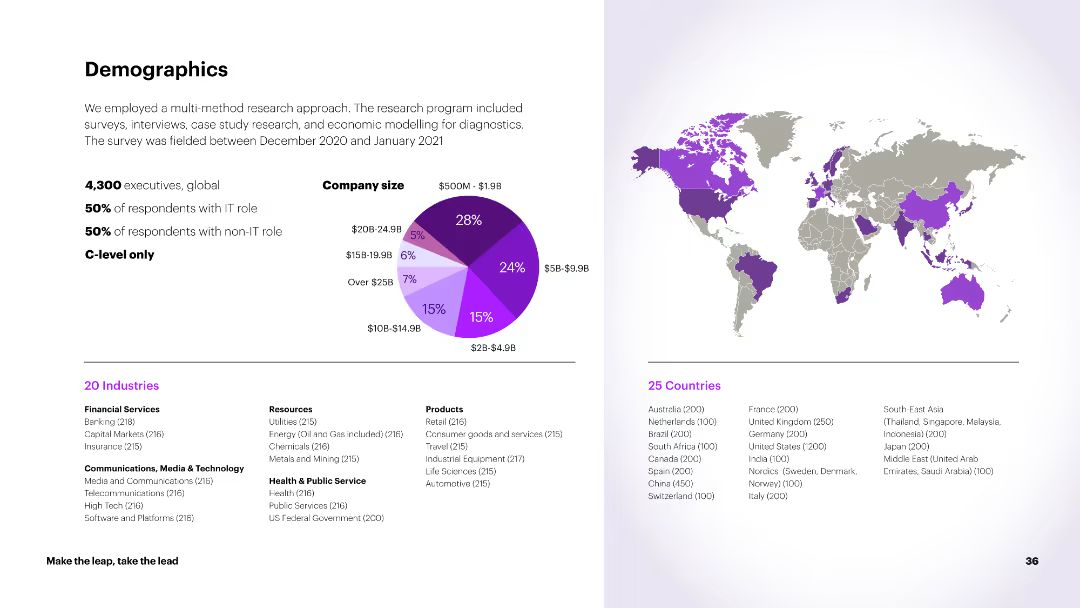 Demographics
We employed a multi-method research approach. The research program included
surveys, interviews, case study research, and economic modelling for diagnostics.
The survey was fielded between December 2020 and January 2021
4,300 executives, global
50% of respondents with IT role
50% of respondents with non-IT role
C-level only
Company size
$500M - $1.9B
28%
$5B-$9.9B
24%
$2B-$4.9B
15%
$10B-$14.9B
15%
Over $25B
7%
$15B-19.9B
6%
$20B-24.9B
5%
20 Industries
Financial Services
Banking (218)
Capital Markets (216)
Insurance (215)
Communications, Media & Technology
Media and Communications (216)
Telecommunications (216)
High Tech (216)
Software and Platforms (216)
Resources
Utilities (215)
Energy (Oil and Gas included) (216)
Chemicals (216)
Metals and Mining (215)
Health & Public Service
Health (216)
Public Services (216)
US Federal Government (200)
Products
Retail (216)
Consumer goods and services (215)
Travel (215)
Industrial Equipment (217)
Life Sciences (215)
Automotive (215)
25 Countries
Australia (200)
Netherlands (100)
Brazil (200)
South Africa (100)
Canada (200)
Spain (200)
China (450)
Switzerland (100)
France (200)
United Kingdom (250)
Germany (200)
United States (1200)
India (100)
Nordics (Sweden, Denmark,
Norway) (100)
Italy (200)
South-East Asia
(Thailand, Singapore, Malaysia,
Indonesia) (200)
Japan (200)
Middle East (United Arab
Emirates, Saudi Arabia) (100)
Make the leap, take the lead
36